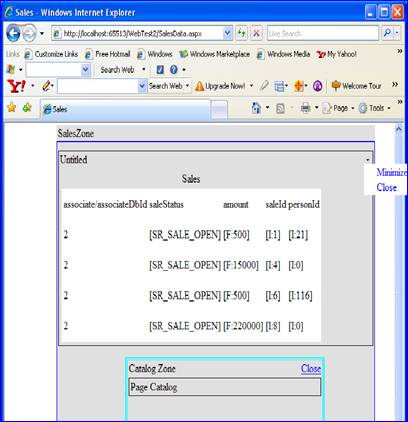 Sales - Windows Internet Explorer
http://localhost:65513/WebTest2/SalesData.aspx
Live Search
Links Customize Links Free Hotmail Windows Windows Marketplace Windows Media My Yahoo!
Search Web
Y! Search Web Upgrade Now! Welcome Tour
Sales Page Tools
SalesZone
Untitled
Minimize
Close
Sales
associate/associateDbId saleStatus amount saleId personId
2 [SR_SALE_OPEN] [F:500] [I:1] [I:21]
2 [SR_SALE_OPEN] [F:15000] [I:4] [I:0]
2 [SR_SALE_OPEN] [F:500] [I:6] [I:116]
2 [SR_SALE_OPEN] [F:220000] [I:8] [I:0]
Catalog Zone Close
Page Catalog